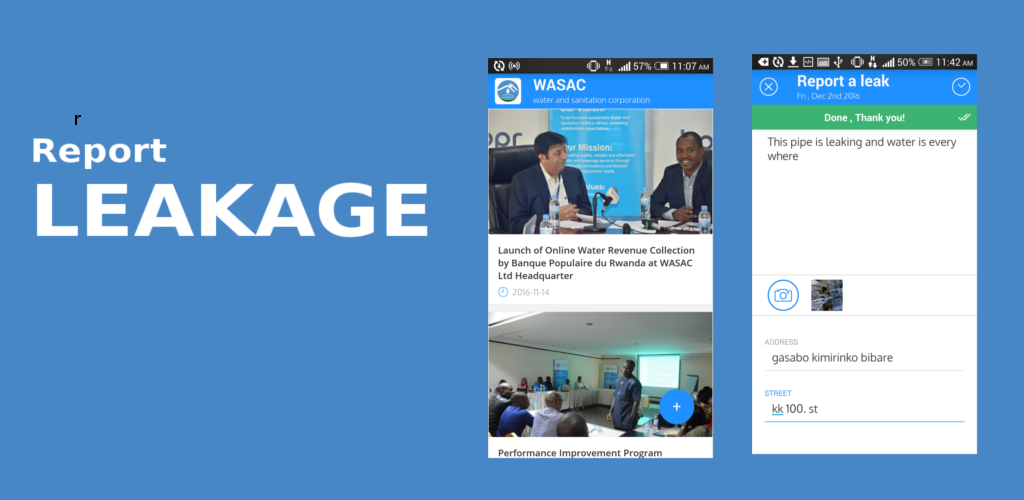 r
Report
LEAKAGE
57% 11:07 AM
WASAC
water and sanitation corporation
our Vision:
our Mission:
Launch of Online Water Revenue Collection
by Banque Populaire du Rwanda at WASAC
Ltd Headquarter
2016-11-14
+
Performance Improvement Program
H 50% 11:42 AM
Report a leak
Fri , Dec 2nd 2016
Done , Thank you!
This pipe is leaking and water is every
where
ADDRESS
gasabo kimirinko bibare
STREET
kk 100. st